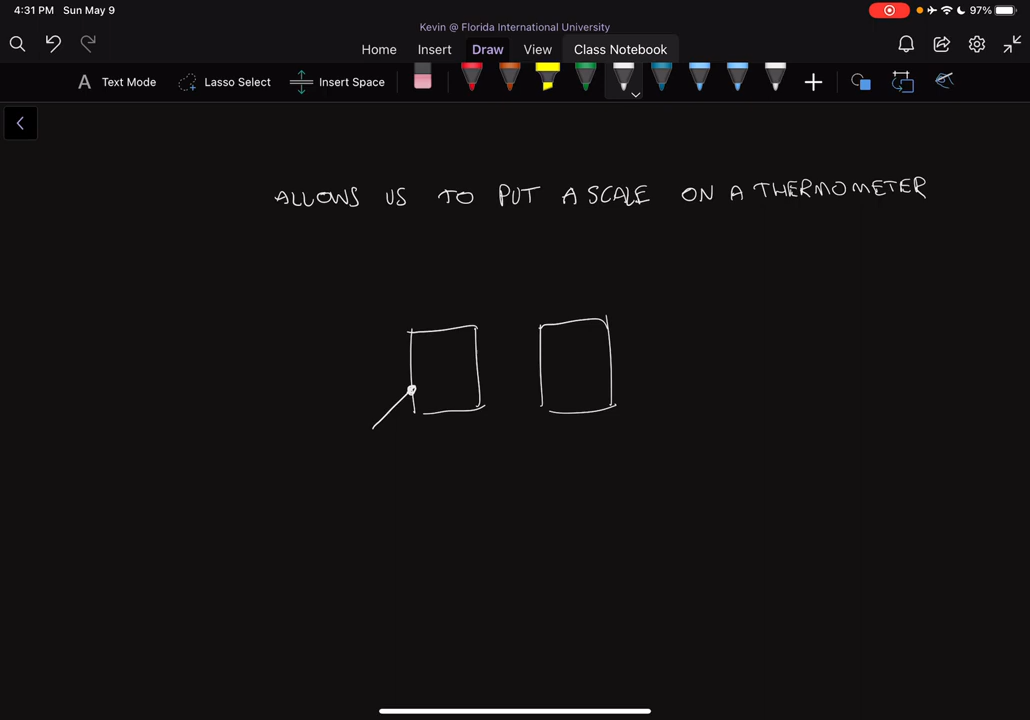 4:31 PM Sun May 9 97%
Kevin @ Florida International University
Home Insert Draw View Class Notebook
A Text Mode Lasso Select Insert Space
ALLOWS US TO PUT A SCALE ON A THERMOMETER